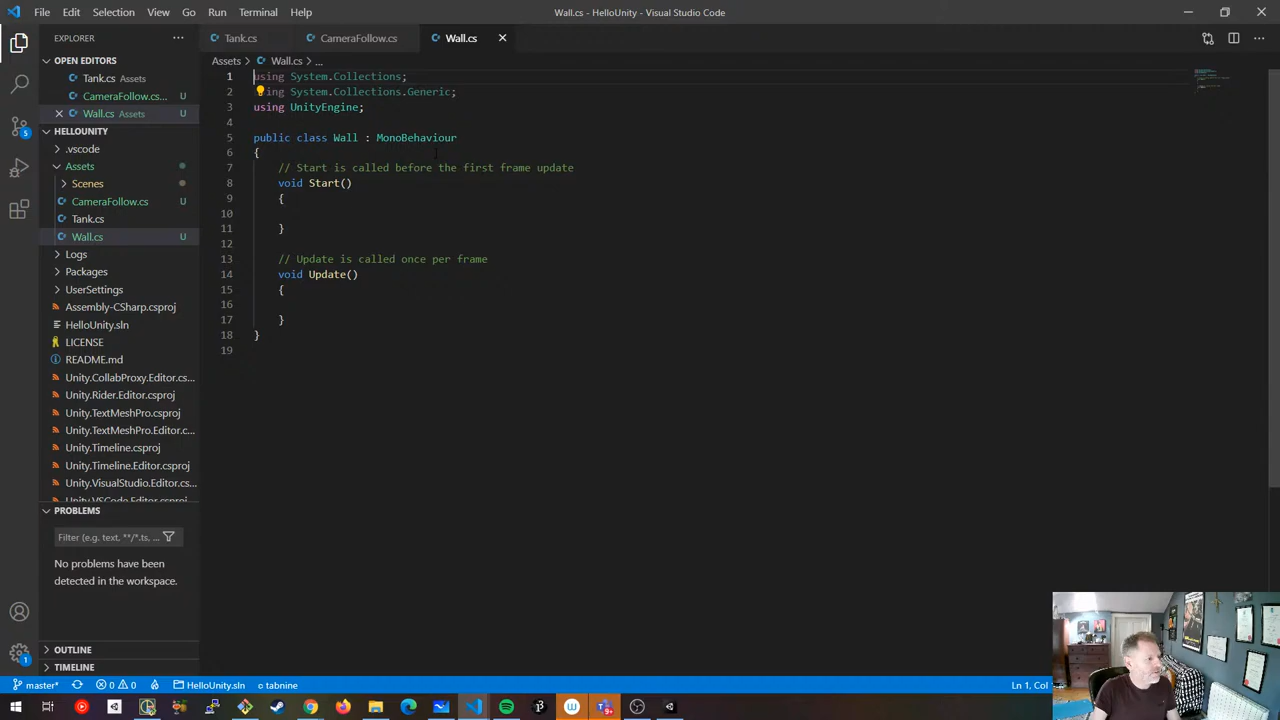 File Edit Selection View Go Run Terminal Help
Wall.cs - HelloUnity - Visual Studio Code
EXPLORER
OPEN EDITORS
Tank.cs Assets
CameraFollow.cs... U
Wall.cs Assets U
HELLOUNITY
.vscode
Assets
Scenes
CameraFollow.cs U
Tank.cs
Wall.cs U
Logs
Packages
UserSettings
Assembly-CSharp.csproj
HelloUnity.sln
LICENSE
README.md
Unity.CollabProxy.Editor.cs...
Unity.Rider.Editor.csproj
Unity.TextMeshPro.csproj
Unity.TextMeshPro.Editor.c...
Unity.Timeline.csproj
Unity.Timeline.Editor.csproj
Unity.VisualStudio.Editor.cs...
Unity.VSCode.Editor.csproj
PROBLEMS
Filter (e.g. text, **/*.ts, ...
No problems have been
detected in the workspace.
OUTLINE
TIMELINE
Tank.cs CameraFollow.cs Wall.cs
Assets > Wall.cs > ...
1 using System.Collections;
2 ing System.Collections.Generic;
3 using UnityEngine;
4
5 public class Wall : MonoBehaviour
6 {
7 // Start is called before the first frame update
8 void Start()
9 {
10
11 }
12
13 // Update is called once per frame
14 void Update()
15 {
16
17 }
18 }
19
5
1
master* 0 0 HelloUnity.sln tabnine
Ln 1, Col